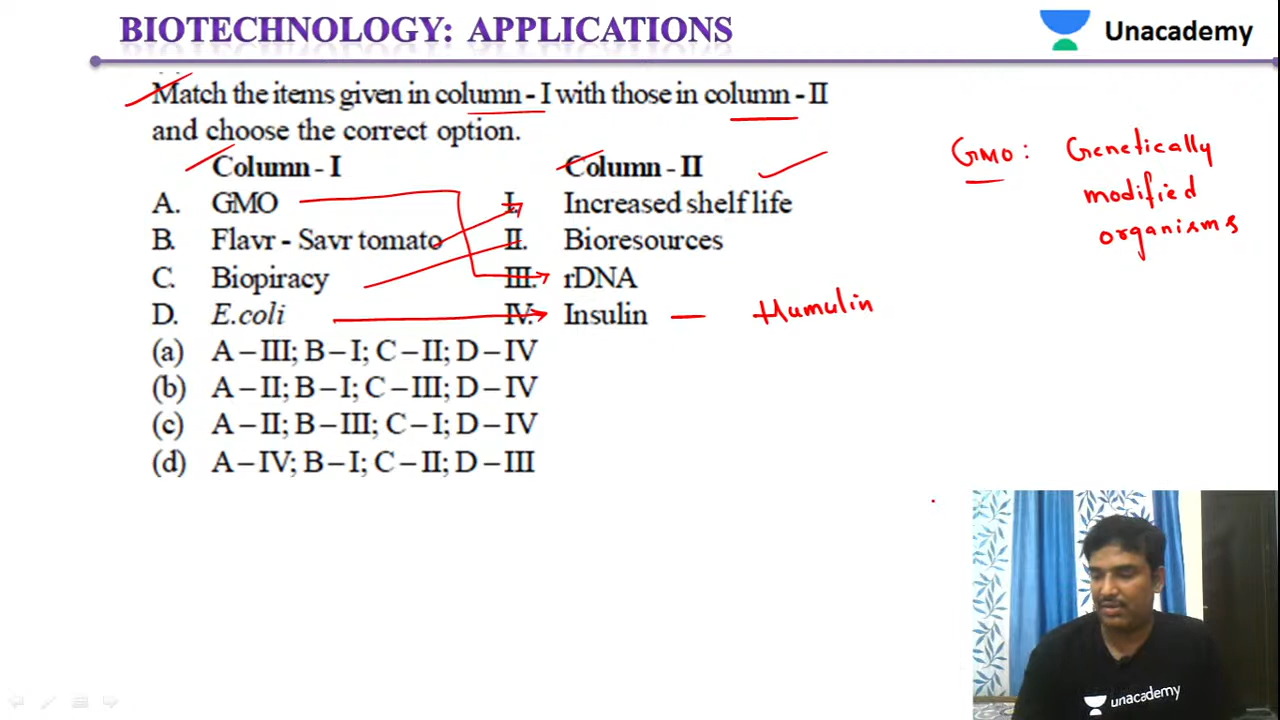 BIOTECHNOLOGY: APPLICATIONS
Unacademy
Match the items given in column - I with those in column - II
and choose the correct option.
Column - I Column - II
A. GMO I. Increased shelf life
B. Flavr - Savr tomato II. Bioresources
C. Biopiracy III. rDNA
D. E.coli IV. Insulin — Humulin
(a) A – III; B – I; C – II; D – IV
(b) A – II; B – I; C – III; D – IV
(c) A – II; B – III; C – I; D – IV
(d) A – IV; B – I; C – II; D – III
GMO: Genetically
modified
organisms
unacademy